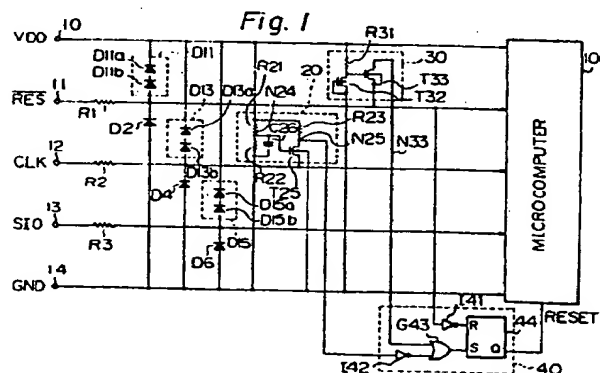 Fig. 1
VDD 10
R31
30
10
D11a D11
D11b
R21
20
T33
T32
RES 11
D13 D13a
N24
R23
R1
C26
N25
N33
D2
CLK 12
D13b
R22
T25
R2
D4
D15a
D15b
SIO 13
R3
D6
D15
GND 14
MICROCOMPUTER
RESET
I41
G43
R
44
S Q
I42
40